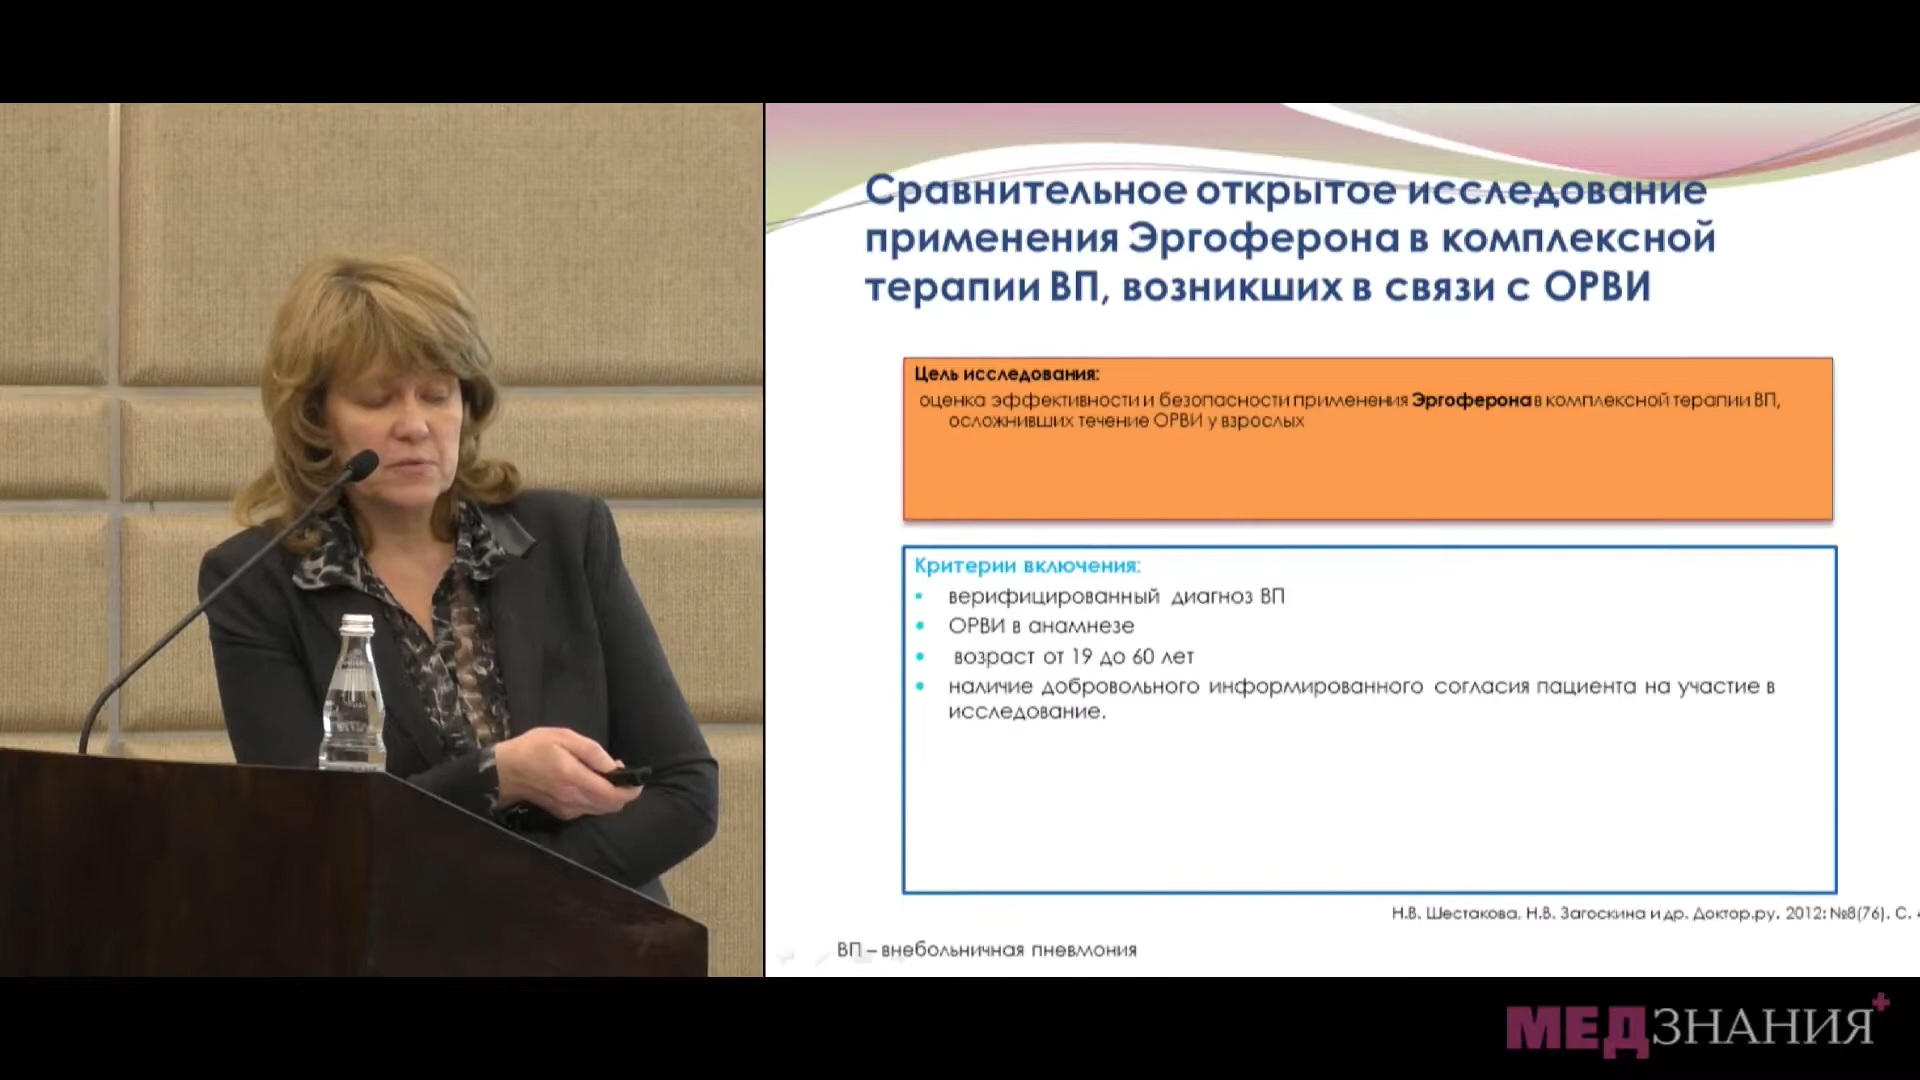 Сравнительное открытое исследование
применения Эргоферона в комплексной
терапии ВП, возникших в связи с ОРВИ
Цель исследования:
оценка эффективности и безопасности применения Эргоферона в комплексной терапии ВП,
осложнивших течение ОРВИ у взрослых
Критерии включения:
• верифицированный диагноз ВП
• ОРВИ в анамнезе
• возраст от 19 до 60 лет
• наличие добровольного информированного согласия пациента на участие в
исследование.
Н.В. Шестакова, Н.В. Загоскина и др. Доктор.ру. 2012; №8(76). С.
ВП – внебольничная пневмония
МЕДЗНАНИЯ+